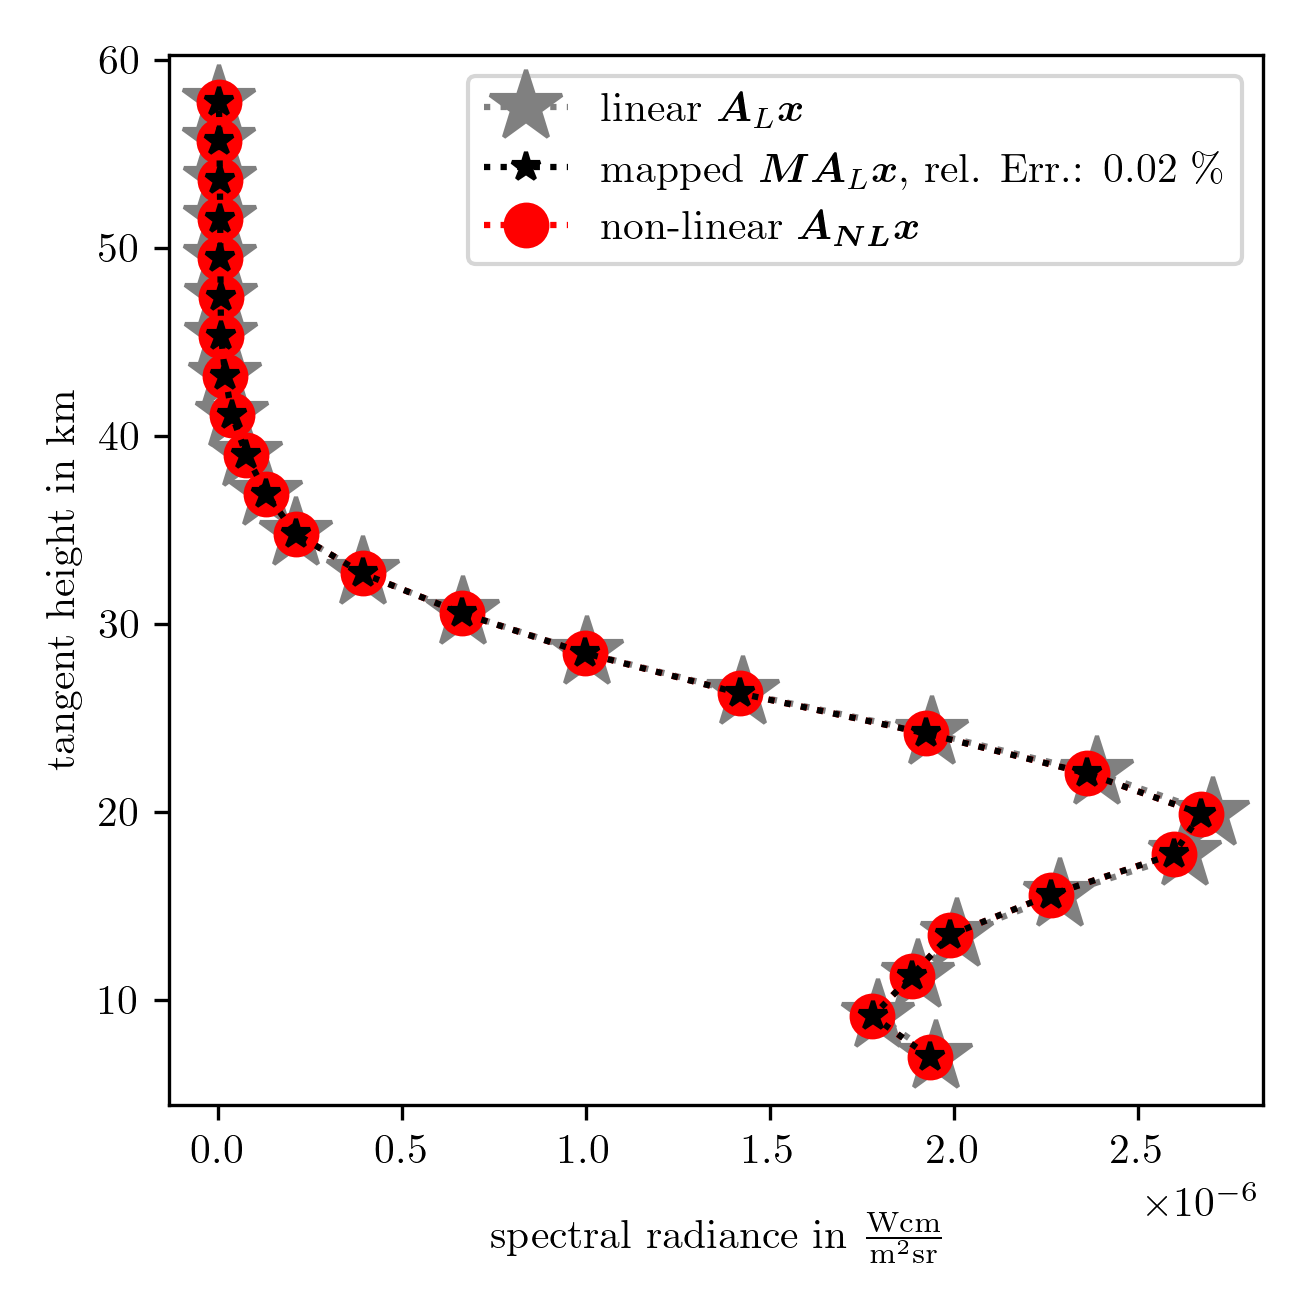 60
50
40
30
20
10
tangent height in km
linear A_L x
mapped MA_L x, rel. Err.: 0.02 %
non-linear A_NL x
0.0 0.5 1.0 1.5 2.0 2.5
×10⁻⁶
spectral radiance in Wcm/m²sr